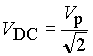 V_DC = V_p / √2